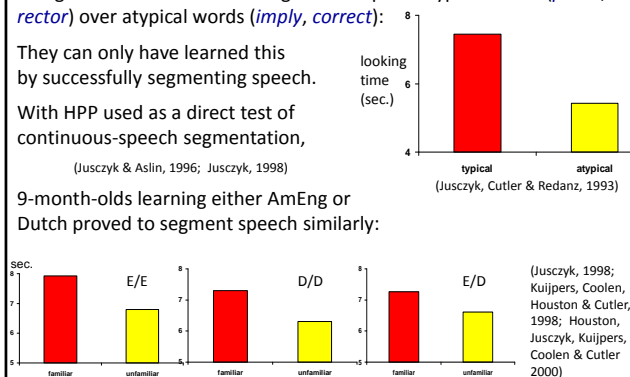 rector) over atypical words (imply, correct):
They can only have learned this
by successfully segmenting speech.
With HPP used as a direct test of
continuous-speech segmentation,
(Jusczyk & Aslin, 1996; Jusczyk, 1998)
looking
time
(sec.)
8
6
4
typical
atypical
(Jusczyk, Cutler & Redanz, 1993)
9-month-olds learning either AmEng or
Dutch proved to segment speech similarly:
sec.
8
7
6
5
E/E
familiar
unfamiliar
8
7
6
5
D/D
familiar
unfamiliar
8
7
6
5
E/D
familiar
unfamiliar
(Jusczyk, 1998;
Kuijpers, Coolen,
Houston & Cutler,
1998; Houston,
Jusczyk, Kuijpers,
Coolen & Cutler
2000)